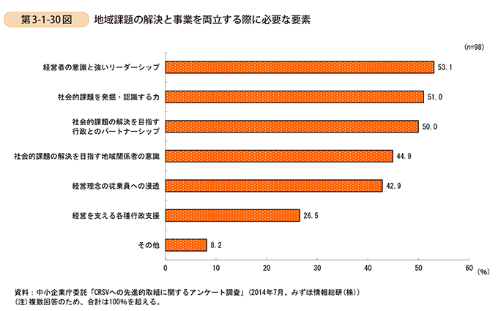 第3-1-30図 地域課題の解決と事業を両立する際に必要な要素
(n=98)
経営者の意識と強いリーダーシップ 53.1
社会的課題を発掘・認識する力 51.0
社会的課題の解決を目指す
行政とのパートナーシップ 50.0
社会的課題の解決を目指す地域関係者の意識 44.9
経営理念の従業員への浸透 42.9
経営を支える各種行政支援 26.5
その他 8.2
0 10 20 30 40 50 60 (%)
資料：中小企業庁委託「CRSVへの先進的取組に関するアンケート調査」(2014年7月、みずほ情報総研(株))
(注)複数回答のため、合計は100%を超える。